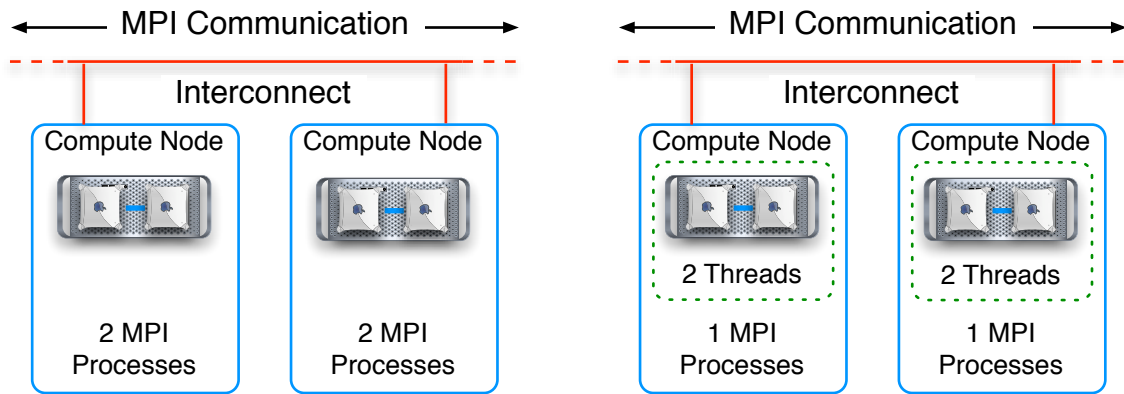 MPI Communication
Interconnect
Compute Node
Compute Node
2 MPI
Processes
2 MPI
Processes
MPI Communication
Interconnect
Compute Node
Compute Node
2 Threads
2 Threads
1 MPI
Processes
1 MPI
Processes